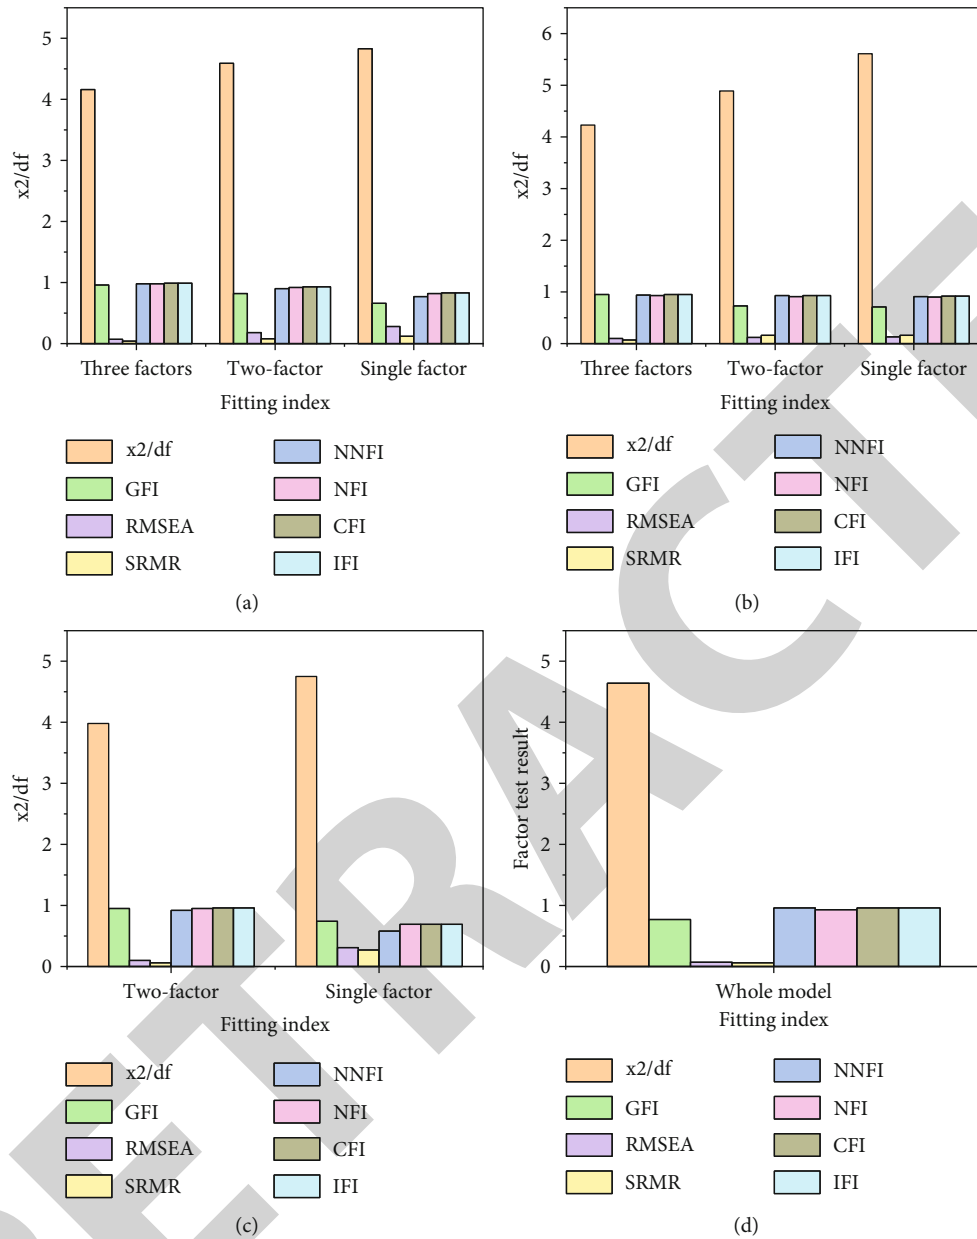 5
4
3
2
1
0
x2/df
Three factors Two-factor Single factor
Fitting index
x2/df
GFI
RMSEA
SRMR
NNFI
NFI
CFI
IFI
(a)
6
5
4
3
2
1
0
x2/df
Three factors Two-factor Single factor
Fitting index
x2/df
GFI
RMSEA
SRMR
NNFI
NFI
CFI
IFI
(b)
5
4
3
2
1
0
x2/df
Two-factor Single factor
Fitting index
x2/df
GFI
RMSEA
SRMR
NNFI
NFI
CFI
IFI
(c)
5
4
3
2
1
0
Factor test result
Whole model
Fitting index
x2/df
GFI
RMSEA
SRMR
NNFI
NFI
CFI
IFI
(d)
RETRACTE